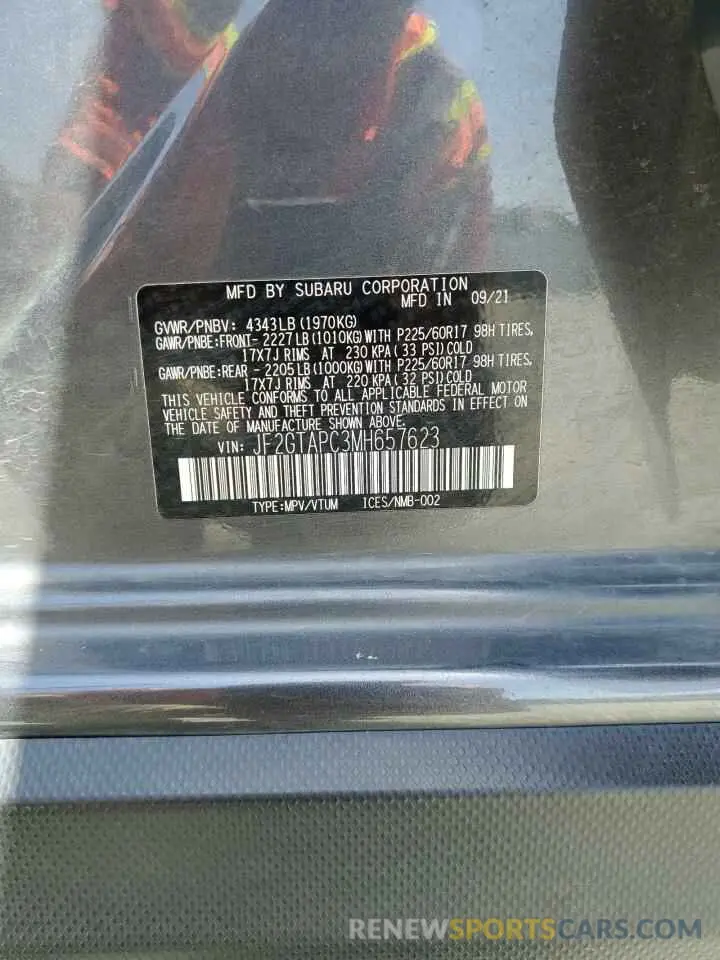 MFD BY SUBARU CORPORATION
MFD IN 09/21
GVWR/PNBV: 4343LB (1970KG)
GAWR/PNBE:FRONT- 2227LB (1010KG) WITH P225/60R17 98H TIRES,
17X7J RIMS AT 230 KPA (33 PSI) COLD
GAWR/PNBE:REAR - 2205LB (1000KG) WITH P225/60R17 98H TIRES,
17X7J RIMS AT 220 KPA (32 PSI) COLD
THIS VEHICLE CONFORMS TO ALL APPLICABLE FEDERAL MOTOR
VEHICLE SAFETY AND THEFT PREVENTION STANDARDS IN EFFECT ON
THE DATE OF MANUFACTURE SHOWN ABOVE.
VIN: JF2GTAPC3MH657623
TYPE:MPV/VTUM ICES/NMB-002
RENEWSPORTSCARS.COM